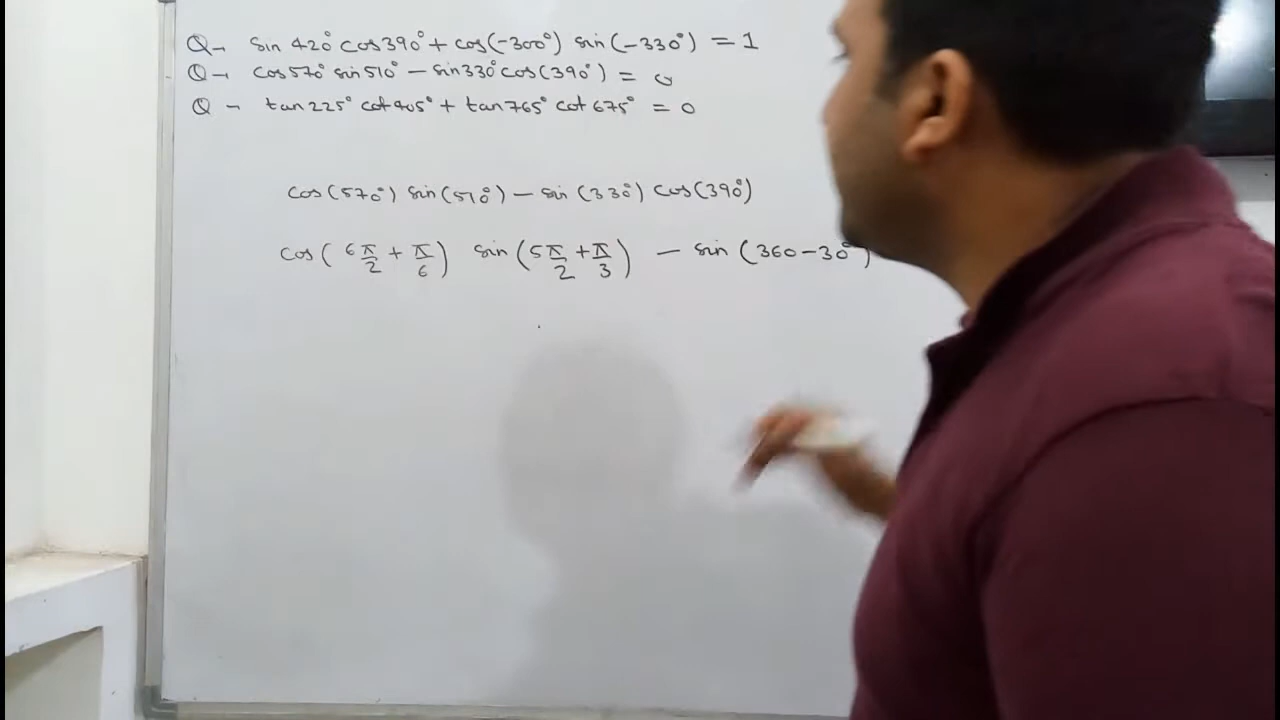 Q→ sin 420° cos 390° + cos(-300°) sin(-330°) = 1
Q→ cos 570° sin 510° - sin 330° cos(390°) = 0
Q - tan 225° cot 405° + tan 765° cot 675° = 0
cos(570°) sin(510°) - sin (330°) cos(390°)
cos(6π/2 + π/6) sin(5π/2 + π/3) - sin (360-30°)